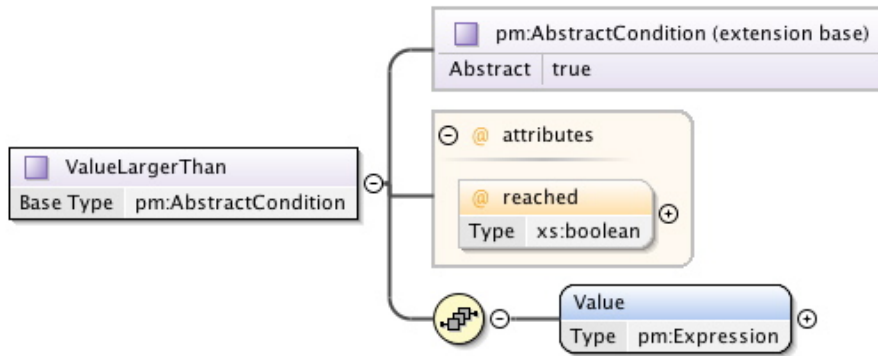 pm:AbstractCondition (extension base)
Abstract true
@ attributes
ValueLargerThan
Base Type pm:AbstractCondition
@ reached
Type xs:boolean
Value
Type pm:Expression